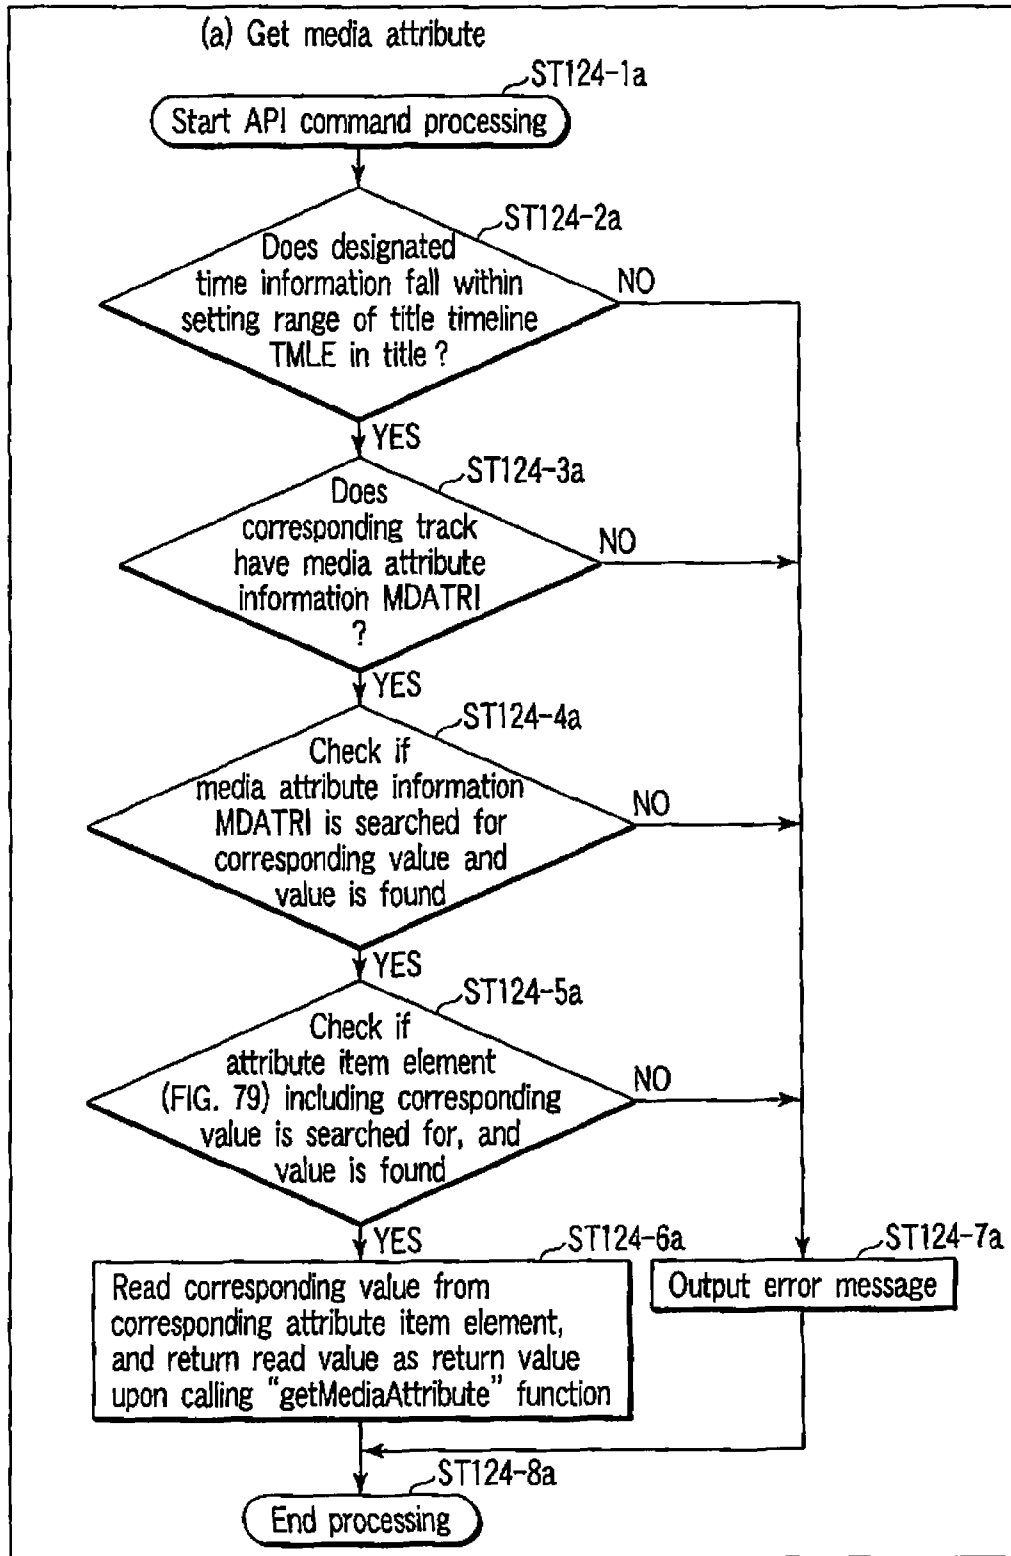 (a) Get media attribute
ST124-1a
Start API command processing
ST124-2a
Does designated
time information fall within
setting range of title timeline
TMLE in title ?
NO
YES
ST124-3a
Does
corresponding track
have media attribute
information MDATRI
?
NO
YES
ST124-4a
Check if
media attribute information
MDATRI is searched for
corresponding value and
value is found
NO
YES
ST124-5a
Check if
attribute item element
(FIG. 79) including corresponding
value is searched for, and
value is found
NO
YES
ST124-6a
Read corresponding value from
corresponding attribute item element,
and return read value as return value
upon calling “getMediaAttribute” function
ST124-7a
Output error message
ST124-8a
End processing